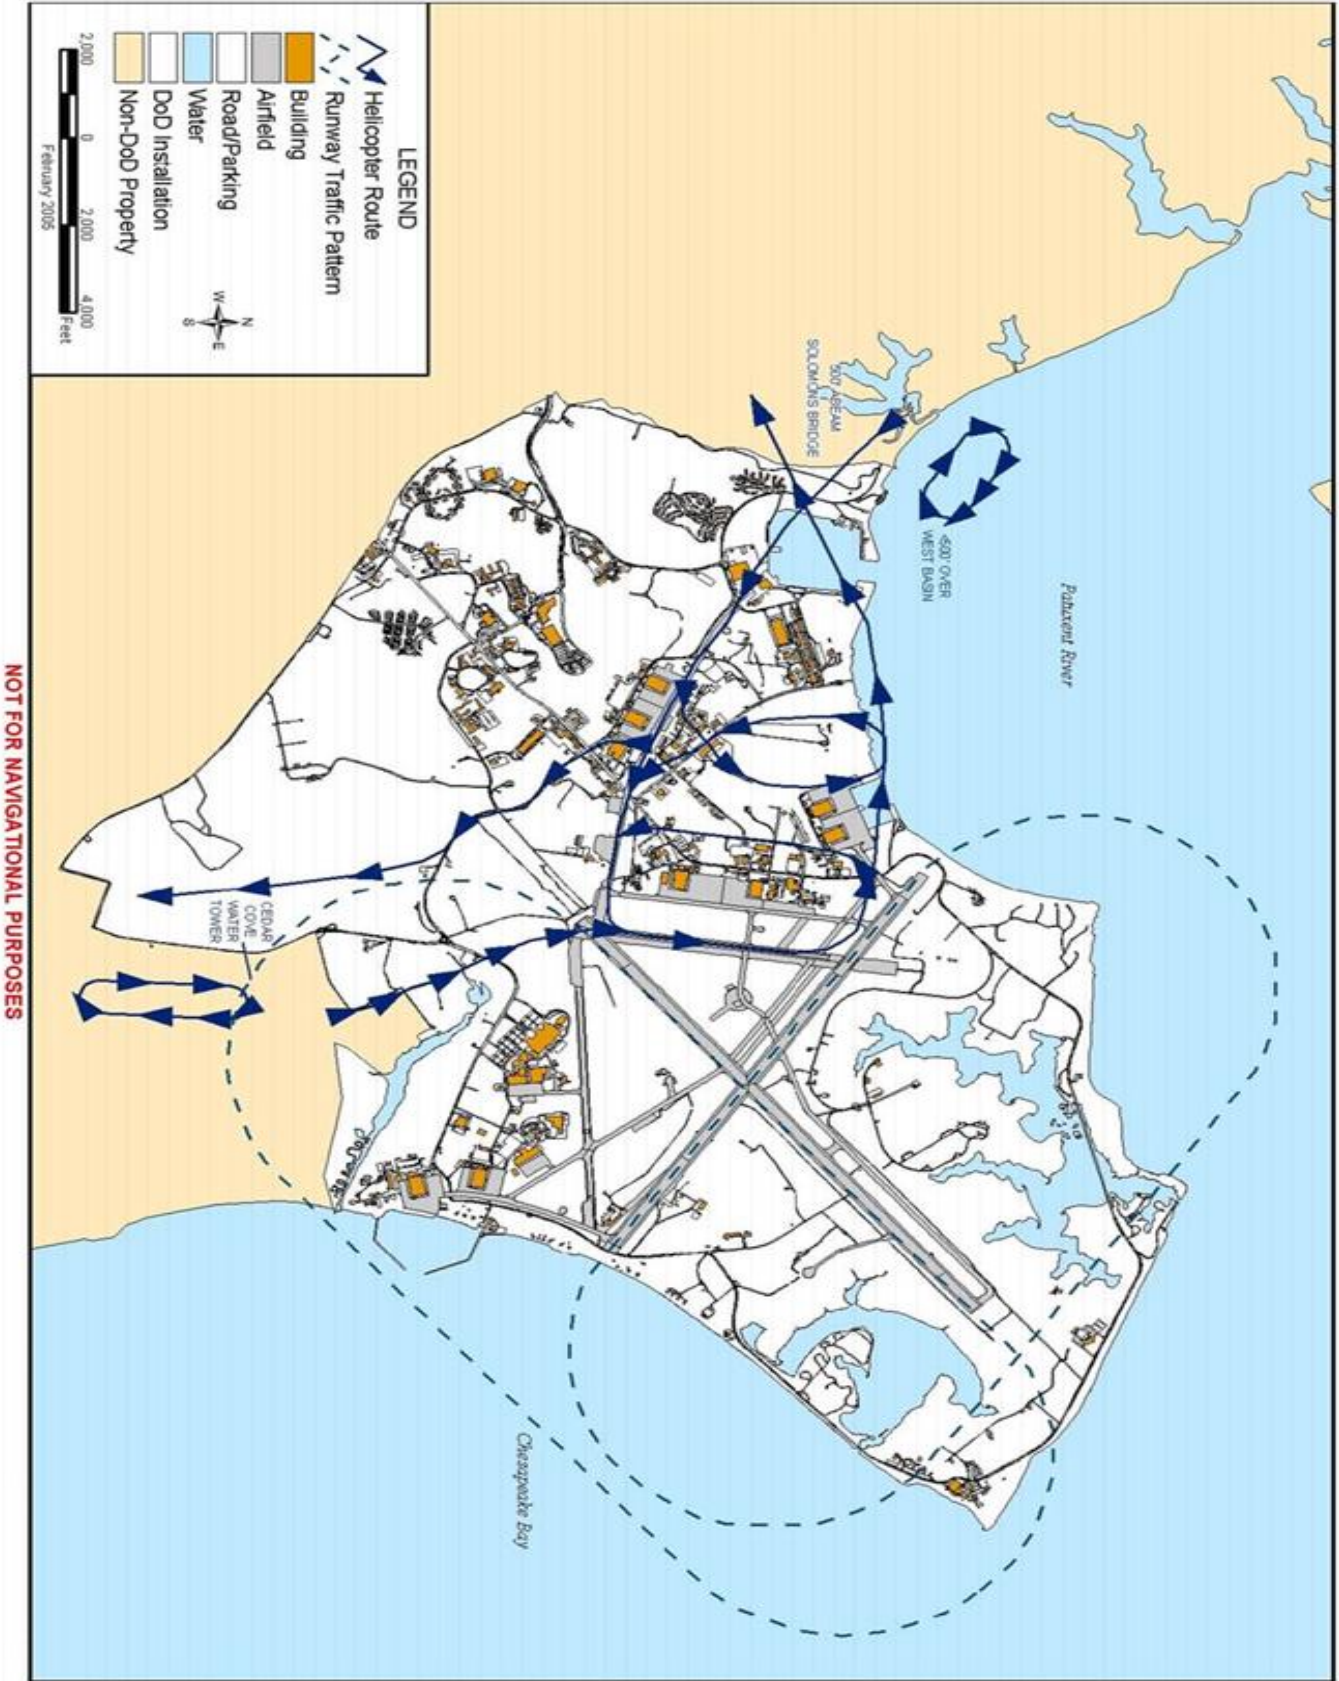 LEGEND
Helicopter Route
Runway Traffic Pattern
Building
Airfield
Road/Parking
Water
DoD Installation
Non-DoD Property
N
W
E
S
2,000
0
2,000
4,000
Feet
February 2006
500' ABEAM
SOLOMONS BRIDGE
<500' OVER
WEST BASIN
Patuxent River
CEDAR
COVE
WATER
TOWER
Chesapeake Bay
NOT FOR NAVIGATIONAL PURPOSES